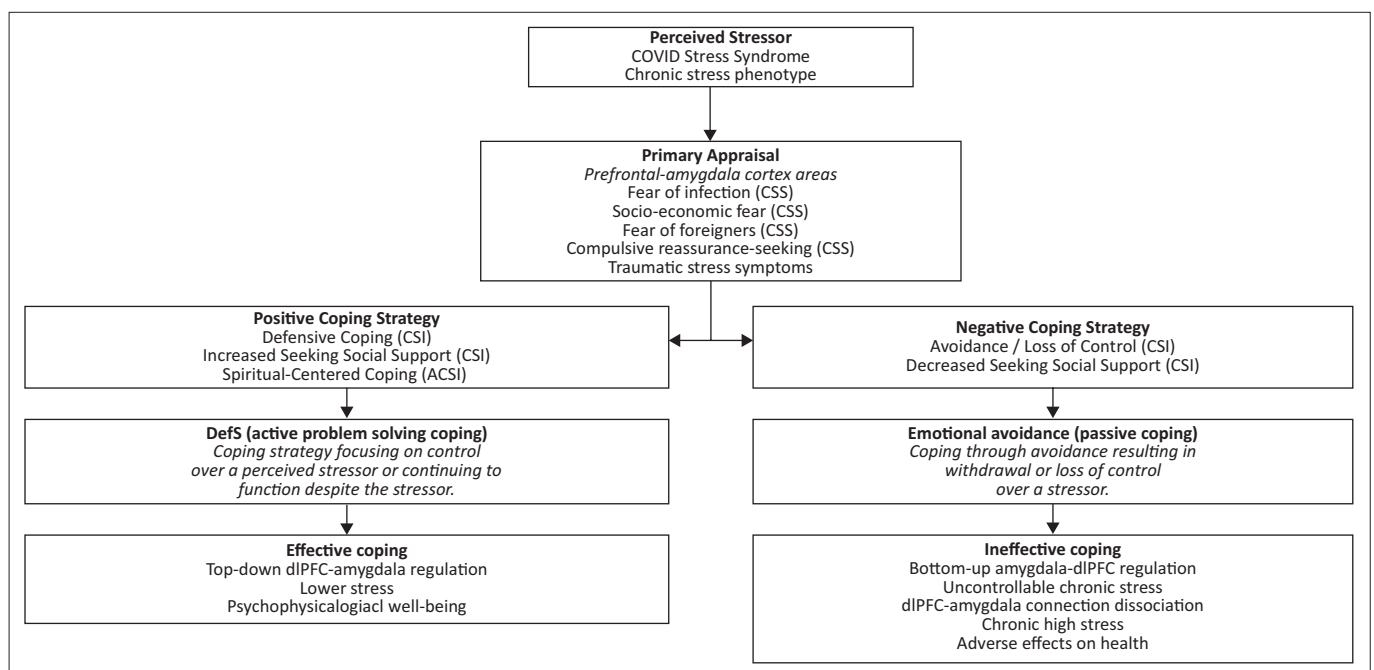 Perceived Stressor
COVID Stress Syndrome
Chronic stress phenotype
Primary Appraisal
Prefrontal-amygdala cortex areas
Fear of infection (CSS)
Socio-economic fear (CSS)
Fear of foreigners (CSS)
Compulsive reassurance-seeking (CSS)
Traumatic stress symptoms
Positive Coping Strategy
Defensive Coping (CSI)
Increased Seeking Social Support (CSI)
Spiritual-Centered Coping (ACSI)
Negative Coping Strategy
Avoidance / Loss of Control (CSI)
Decreased Seeking Social Support (CSI)
DefS (active problem solving coping)
Coping strategy focusing on control
over a perceived stressor or continuing to
function despite the stressor.
Emotional avoidance (passive coping)
Coping through avoidance resulting in
withdrawal or loss of control
over a stressor.
Effective coping
Top-down dlPFC-amygdala regulation
Lower stress
Psychophysicalogiacl well-being
Ineffective coping
Bottom-up amygdala-dlPFC regulation
Uncontrollable chronic stress
dlPFC-amygdala connection dissociation
Chronic high stress
Adverse effects on health